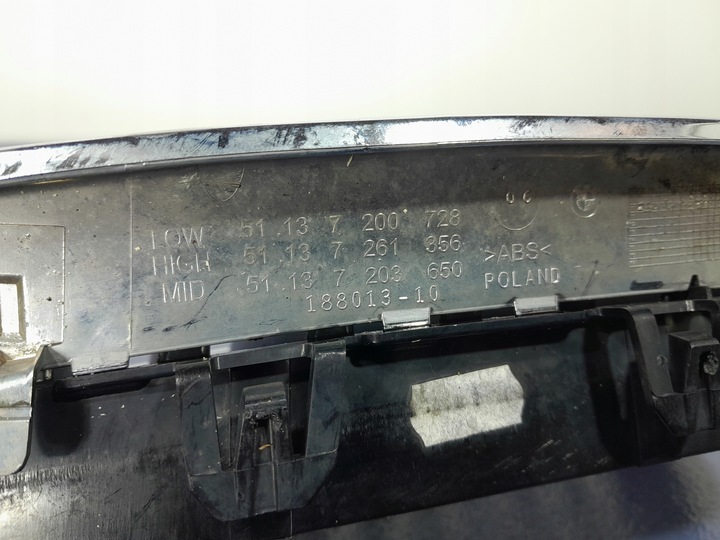 LOW 51.13 7 200 728
HIGH 51.13 7 261 356 >ABS<
MID 51.13 7 203 650 POLAND
188013-10